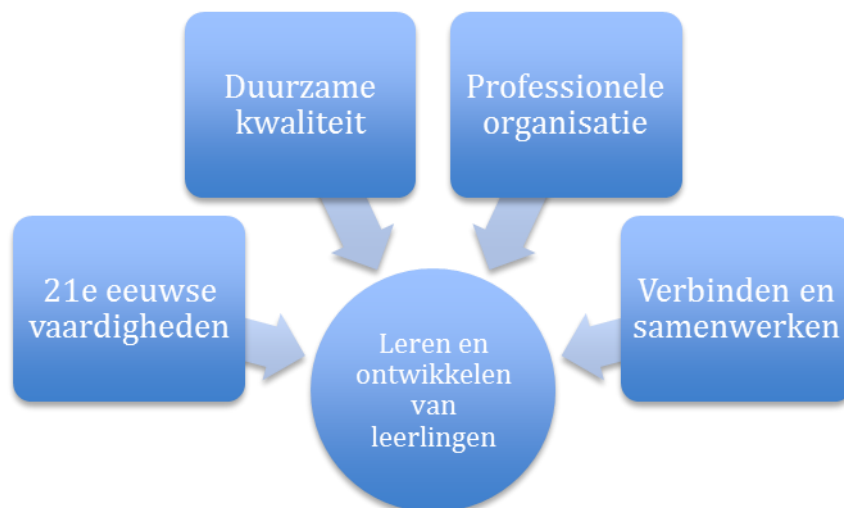 Duurzame
kwaliteit
Professionele
organisatie
21e eeuwse
vaardigheden
Verbinden en
samenwerken
Leren en
ontwikkelen
van
leerlingen